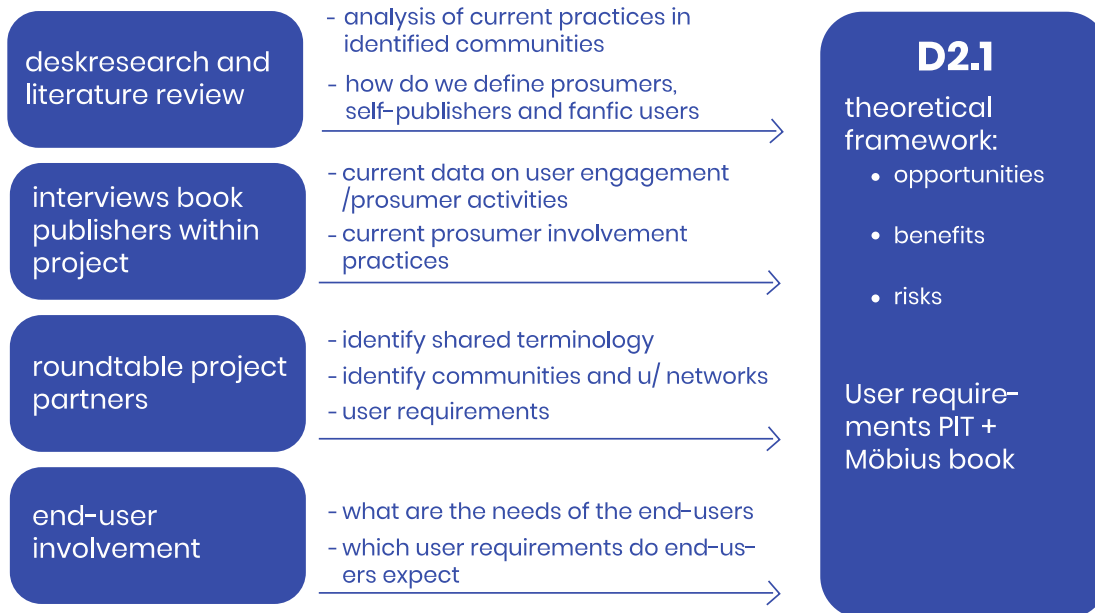 deskresearch and
literature review
- analysis of current practices in
identified communities
- how do we define prosumers,
self-publishers and fanfic users
interviews book
publishers within
project
- current data on user engagement
/prosumer activities
- current prosumer involvement
practices
roundtable project
partners
- identify shared terminology
- identify communities and u/ networks
- user requirements
end-user
involvement
- what are the needs of the end-users
- which user requirements do end-us-
ers expect
D2.1
theoretical
framework:
• opportunities
• benefits
• risks
User require-
ments PIT +
Möbius book